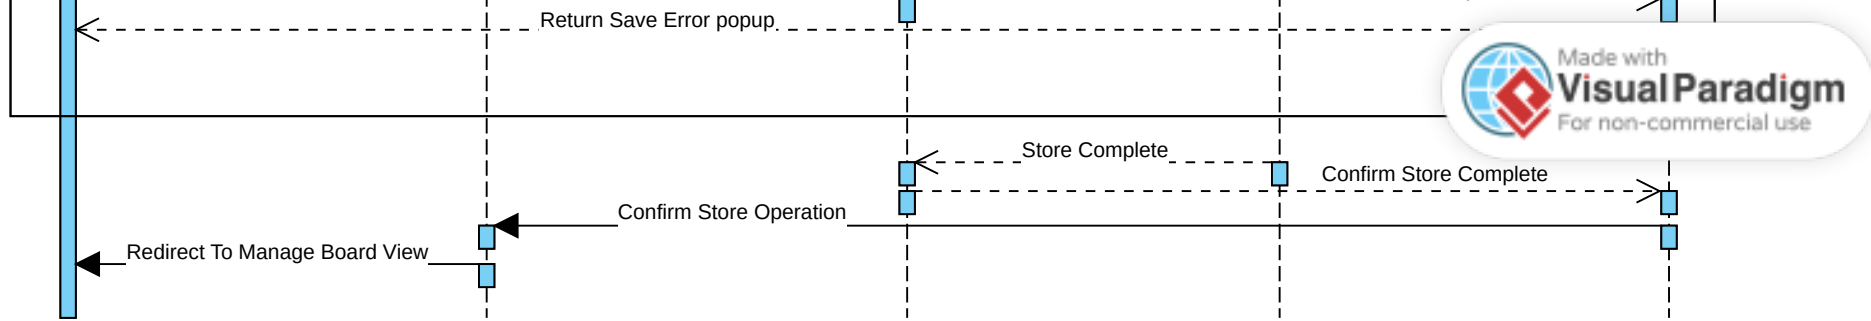 Return Save Error popup
Made with
Visual Paradigm
For non-commercial use
Store Complete
Confirm Store Complete
Confirm Store Operation
Redirect To Manage Board View